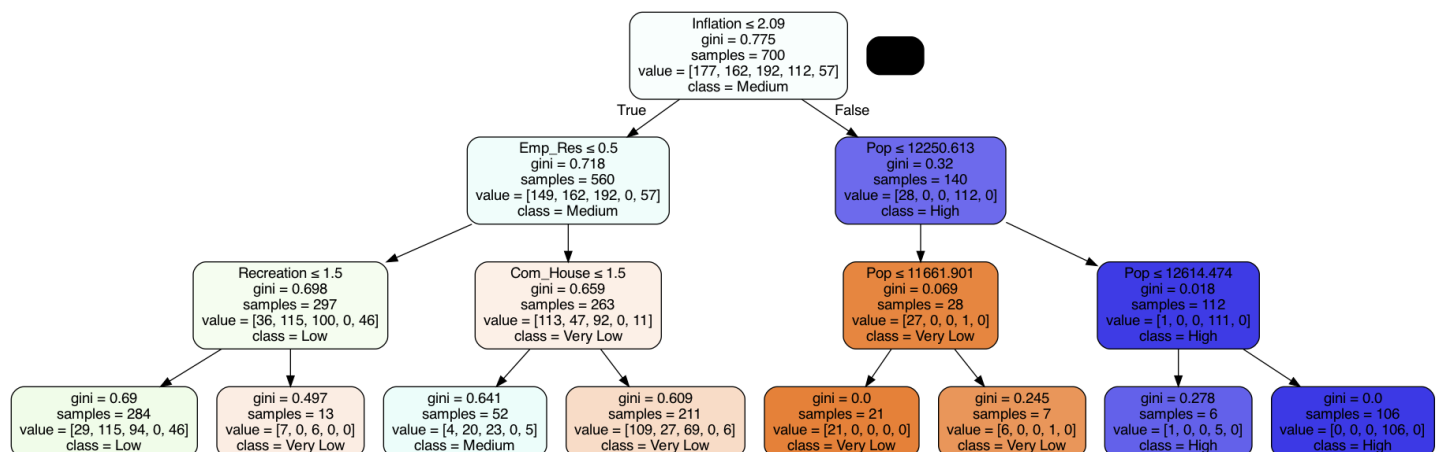 Inflation ≤ 2.09
gini = 0.775
samples = 700
value = [177, 162, 192, 112, 57]
class = Medium
True
False
Emp_Res ≤ 0.5
gini = 0.718
samples = 560
value = [149, 162, 192, 0, 57]
class = Medium
Pop ≤ 12250.613
gini = 0.32
samples = 140
value = [28, 0, 0, 112, 0]
class = High
Recreation ≤ 1.5
gini = 0.698
samples = 297
value = [36, 115, 100, 0, 46]
class = Low
Com_House ≤ 1.5
gini = 0.659
samples = 263
value = [113, 47, 92, 0, 11]
class = Very Low
Pop ≤ 11661.901
gini = 0.069
samples = 28
value = [27, 0, 0, 1, 0]
class = Very Low
Pop ≤ 12614.474
gini = 0.018
samples = 112
value = [1, 0, 0, 111, 0]
class = High
gini = 0.69
samples = 284
value = [29, 115, 94, 0, 46]
class = Low
gini = 0.497
samples = 13
value = [7, 0, 6, 0, 0]
class = Very Low
gini = 0.641
samples = 52
value = [4, 20, 23, 0, 5]
class = Medium
gini = 0.609
samples = 211
value = [109, 27, 69, 0, 6]
class = Very Low
gini = 0.0
samples = 21
value = [21, 0, 0, 0, 0]
class = Very Low
gini = 0.245
samples = 7
value = [6, 0, 0, 1, 0]
class = Very Low
gini = 0.278
samples = 6
value = [1, 0, 0, 5, 0]
class = High
gini = 0.0
samples = 106
value = [0, 0, 0, 106, 0]
class = High